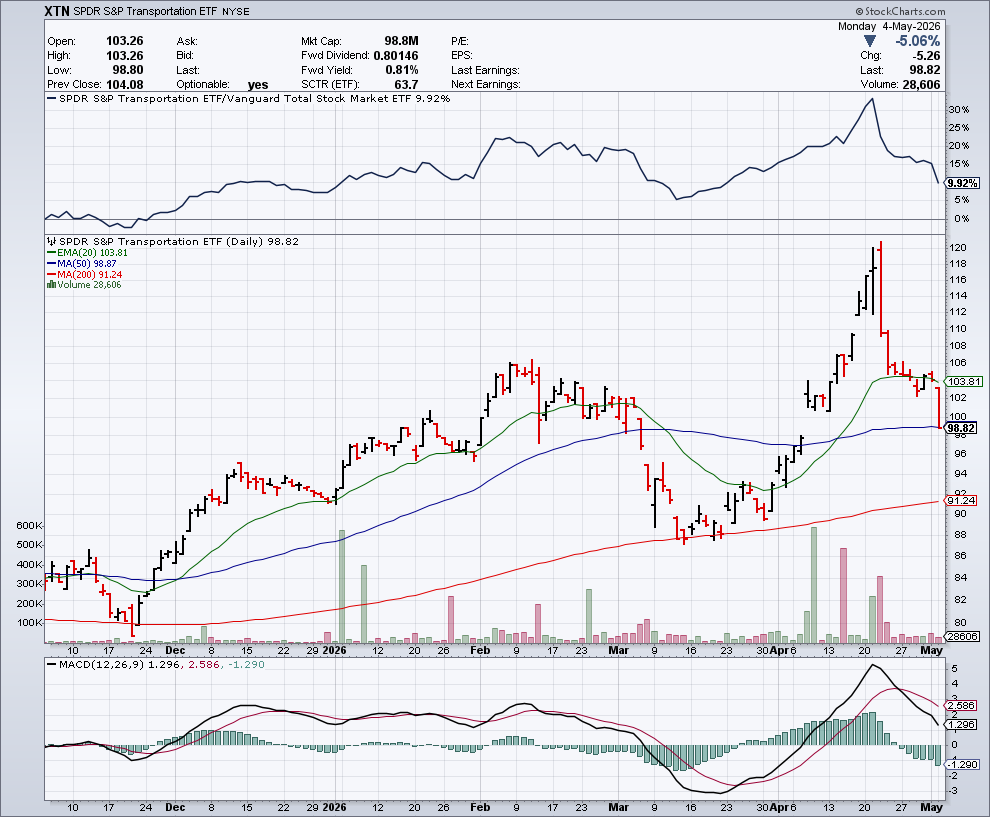 XTN SPDR S&P Transportation ETF NYSE
© StockCharts.com
Monday 4-May-2026
Open: 103.26 Ask: Mkt Cap: 98.8M P/E: -5.06%
High: 103.26 Bid: Fwd Dividend: 0.80146 EPS: Chg: -5.26
Low: 98.80 Last: Fwd Yield: 0.81% Last Earnings: Last: 98.82
Prev Close: 104.08 Optionable: yes SCTR (ETF): 63.7 Next Earnings: Volume: 28,606
SPDR S&P Transportation ETF/Vanguard Total Stock Market ETF 9.92%
30%
25%
20%
15%
9.92%
5%
0%
SPDR S&P Transportation ETF (Daily) 98.82
EMA(20) 103.81
MA(50) 98.87
MA(200) 91.24
Volume 28,606
120
118
116
114
112
110
108
106
103.81
102
100
98.82
98
96
94
92
91.24
90
88
86
84
82
80
28606
600K
500K
400K
300K
200K
100K
10 17 24 Dec 8 15 22 29 2026 12 20 26 Feb 9 17 23 Mar 9 16 23 30 Apr 6 13 20 27 May
MACD(12,26,9) 1.296, 2.586, -1.290
5
4
3
2.586
2
1.296
1
0
-1.290
-2
-3
10 17 24 Dec 8 15 22 29 2026 12 20 26 Feb 9 17 23 Mar 9 16 23 30 Apr 6 13 20 27 May